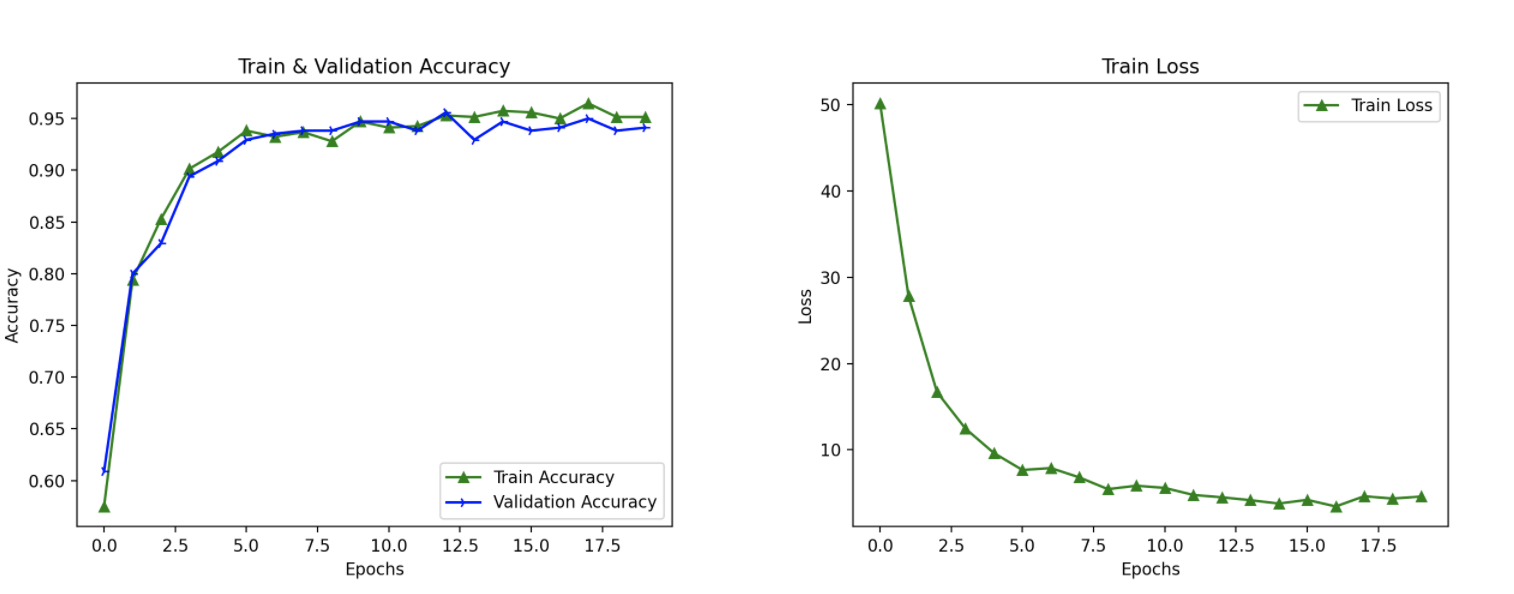 Train & Validation Accuracy
Accuracy
0.95
0.90
0.85
0.80
0.75
0.70
0.65
0.60
Train Accuracy
Validation Accuracy
0.0 2.5 5.0 7.5 10.0 12.5 15.0 17.5
Epochs
Train Loss
Loss
50
40
30
20
10
Train Loss
0.0 2.5 5.0 7.5 10.0 12.5 15.0 17.5
Epochs